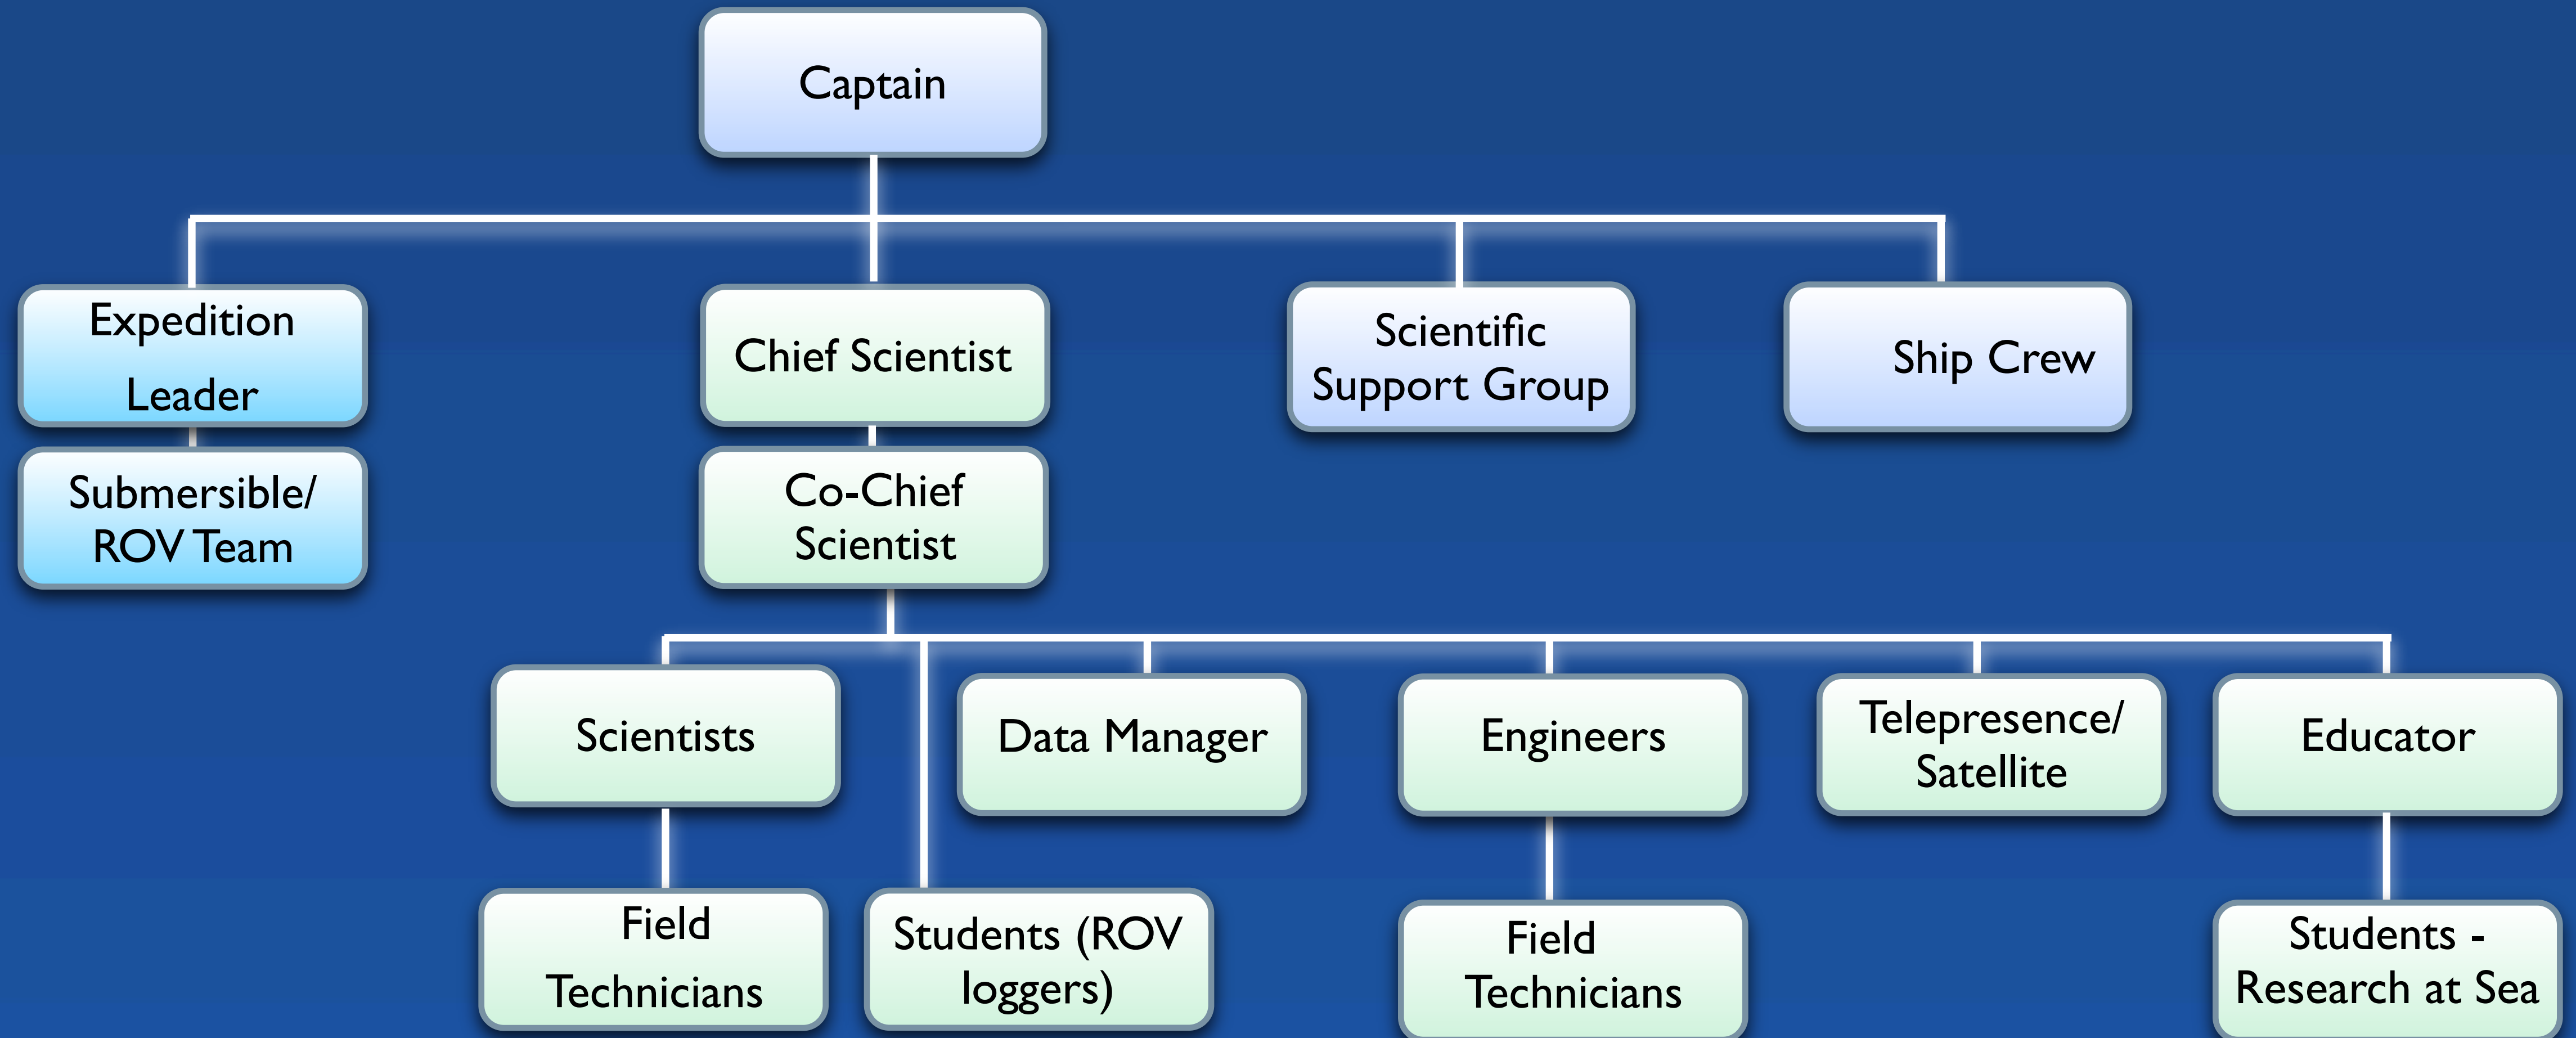 Captain
Expedition
Leader
Chief Scientist
Scientific
Support Group
Ship Crew
Submersible/
ROV Team
Co-Chief
Scientist
Scientists
Data Manager
Engineers
Telepresence/
Satellite
Educator
Field
Technicians
Students (ROV
loggers)
Field
Technicians
Students -
Research at Sea